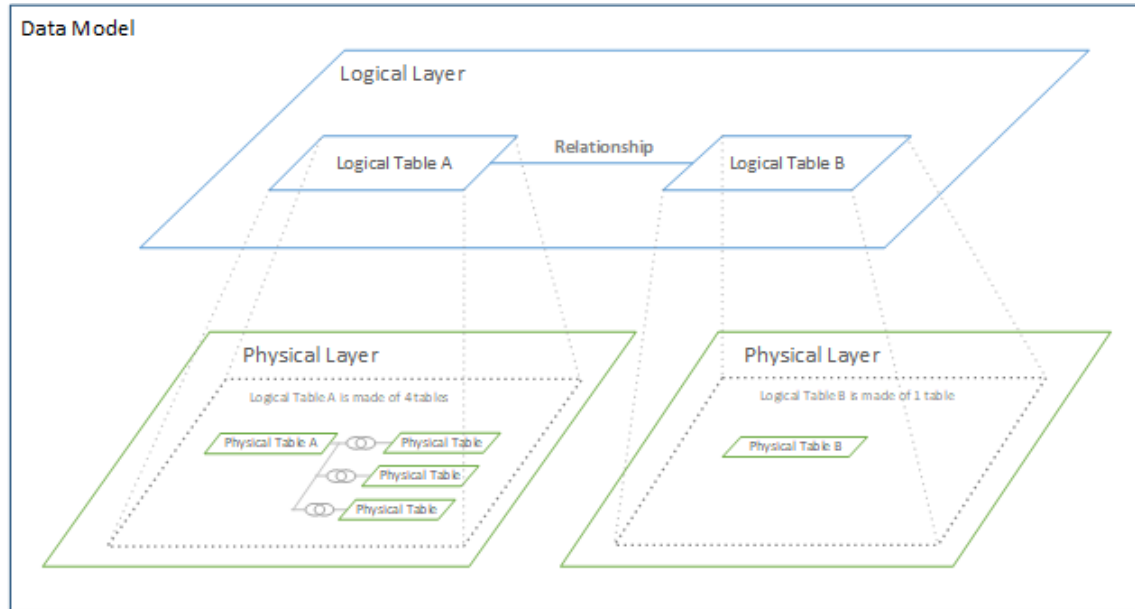 Data Model
Logical Layer
Logical Table A
Relationship
Logical Table B
Physical Layer
Logical Table A is made of 4 tables
Physical Table A
Physical Table
Physical Table
Physical Table
Physical Layer
Logical Table B is made of 1 table
Physical Table B